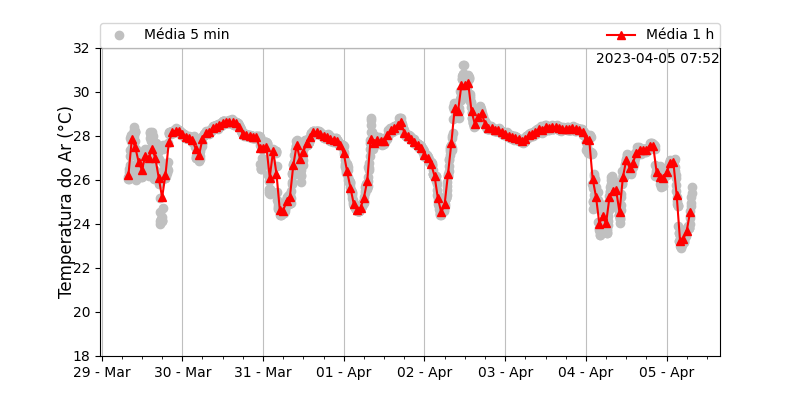 Média 5 min
Média 1 h
2023-04-05 07:52
Temperatura do Ar (°C)
32
30
28
26
24
22
20
18
29 - Mar
30 - Mar
31 - Mar
01 - Apr
02 - Apr
03 - Apr
04 - Apr
05 - Apr